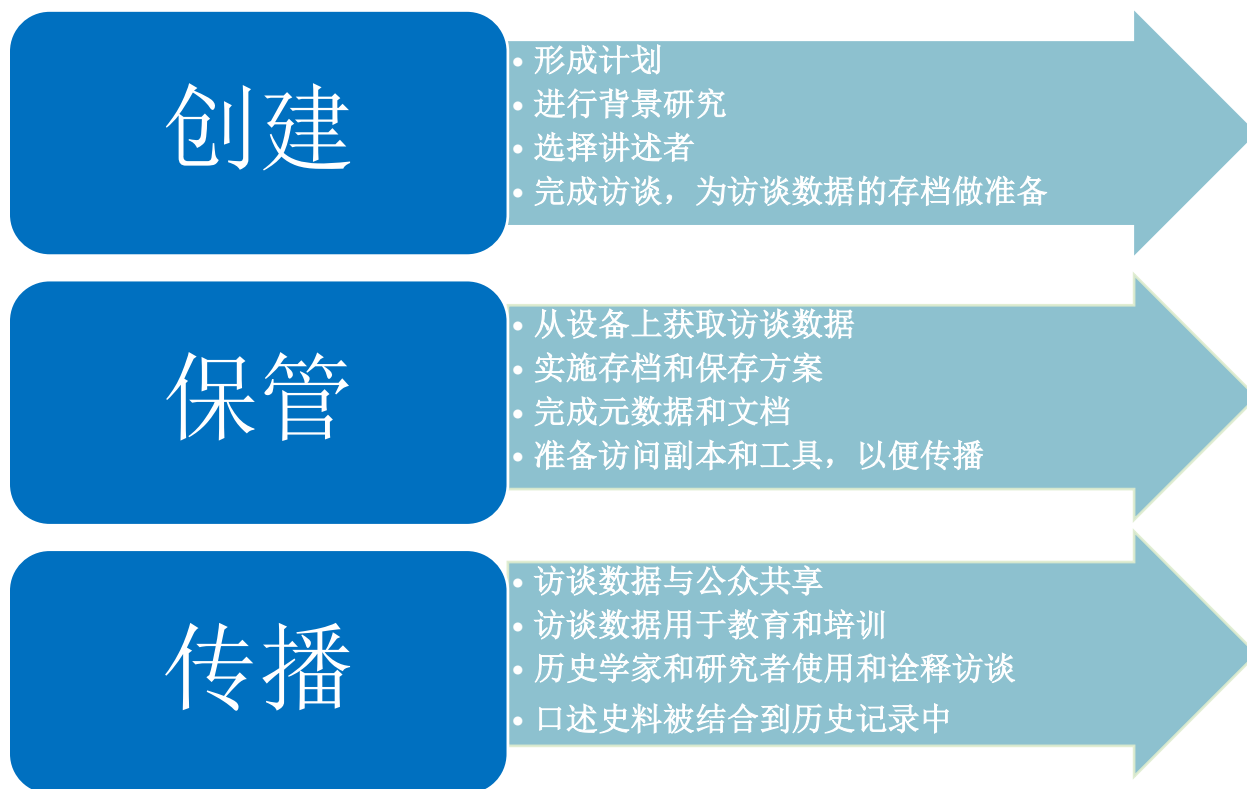 创建
• 形成计划
• 进行背景研究
• 选择讲述者
• 完成访谈，为访谈数据的存档做准备
保管
• 从设备上获取访谈数据
• 实施存档和保存方案
• 完成元数据和文档
• 准备访问副本和工具，以便传播
传播
• 访谈数据与公众共享
• 访谈数据用于教育和培训
• 历史学家和研究者使用和诠释访谈
• 口述史料被结合到历史记录中